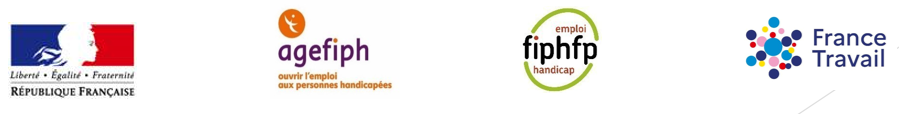 Liberté • Égalité • Fraternité
RÉPUBLIQUE FRANÇAISE
agefiph
ouvrir l'emploi
aux personnes handicapées
emploi
fiphfp
handicap
France
Travail